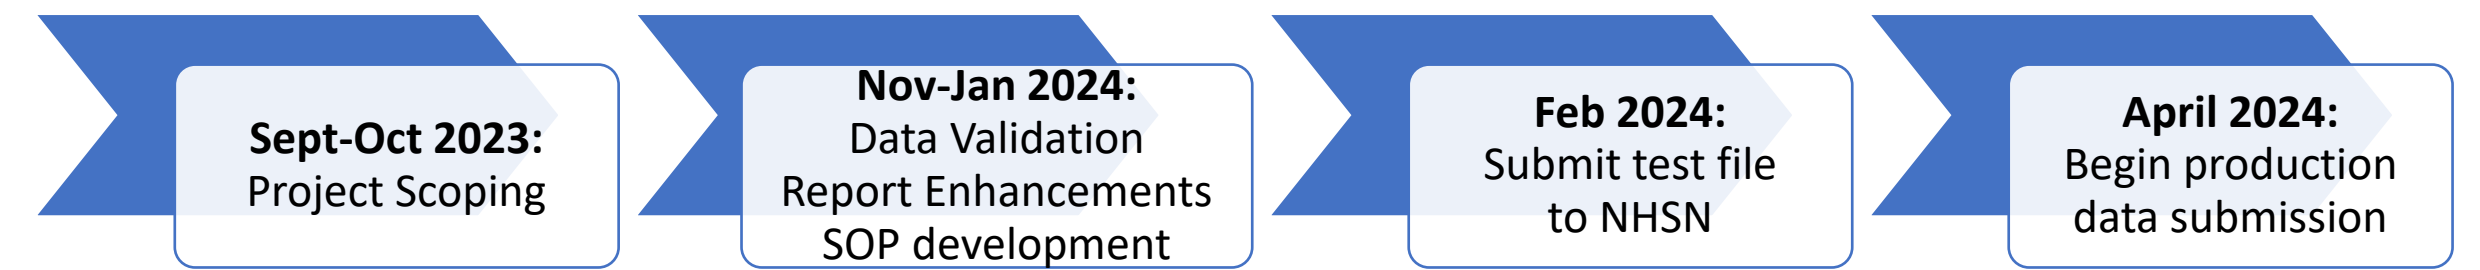 Sept-Oct 2023:
Project Scoping
Nov-Jan 2024:
Data Validation
Report Enhancements
SOP development
Feb 2024:
Submit test file
to NHSN
April 2024:
Begin production
data submission